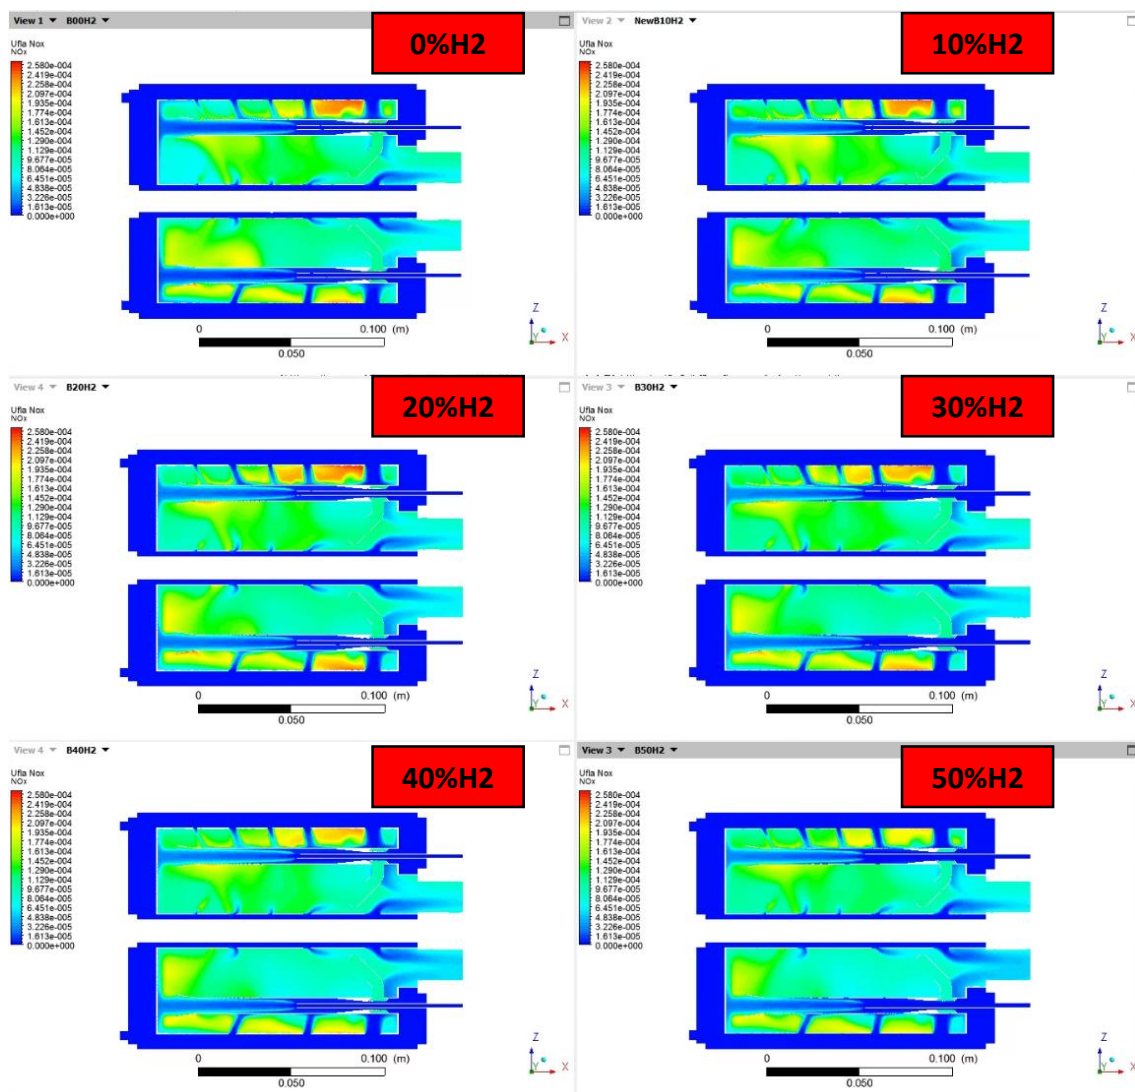 View 1 B00H2
0%H2
Ufla Nox
NOx
2.580e-004
2.419e-004
2.258e-004
2.096e-004
1.935e-004
1.774e-004
1.613e-004
1.452e-004
1.290e-004
1.129e-004
9.677e-005
8.064e-005
6.451e-005
4.838e-005
3.226e-005
1.613e-005
0.000e+000
0 0.100 (m)
0.050
Z
Y X
View 2 NewB10H2
10%H2
Ufla Nox
NOx
2.580e-004
2.419e-004
2.258e-004
2.096e-004
1.935e-004
1.774e-004
1.613e-004
1.452e-004
1.290e-004
1.129e-004
9.677e-005
8.064e-005
6.451e-005
4.838e-005
3.226e-005
1.613e-005
0.000e+000
0 0.100 (m)
0.050
Z
Y X
View 4 B20H2
20%H2
Ufla Nox
NOx
2.580e-004
2.419e-004
2.258e-004
2.096e-004
1.935e-004
1.774e-004
1.613e-004
1.452e-004
1.290e-004
1.129e-004
9.677e-005
8.064e-005
6.451e-005
4.838e-005
3.226e-005
1.613e-005
0.000e+000
0 0.100 (m)
0.050
Z
Y X
View 3 B30H2
30%H2
Ufla Nox
NOx
2.580e-004
2.419e-004
2.258e-004
2.096e-004
1.935e-004
1.774e-004
1.613e-004
1.452e-004
1.290e-004
1.129e-004
9.677e-005
8.064e-005
6.451e-005
4.838e-005
3.226e-005
1.613e-005
0.000e+000
0 0.100 (m)
0.050
Z
Y X
View 4 B40H2
40%H2
Ufla Nox
NOx
2.580e-004
2.419e-004
2.258e-004
2.096e-004
1.935e-004
1.774e-004
1.613e-004
1.452e-004
1.290e-004
1.129e-004
9.677e-005
8.064e-005
6.451e-005
4.838e-005
3.226e-005
1.613e-005
0.000e+000
0 0.100 (m)
0.050
Z
Y X
View 3 B50H2
50%H2
Ufla Nox
NOx
2.580e-004
2.419e-004
2.258e-004
2.096e-004
1.935e-004
1.774e-004
1.613e-004
1.452e-004
1.290e-004
1.129e-004
9.677e-005
8.064e-005
6.451e-005
4.838e-005
3.226e-005
1.613e-005
0.000e+000
0 0.100 (m)
0.050
Z
Y X